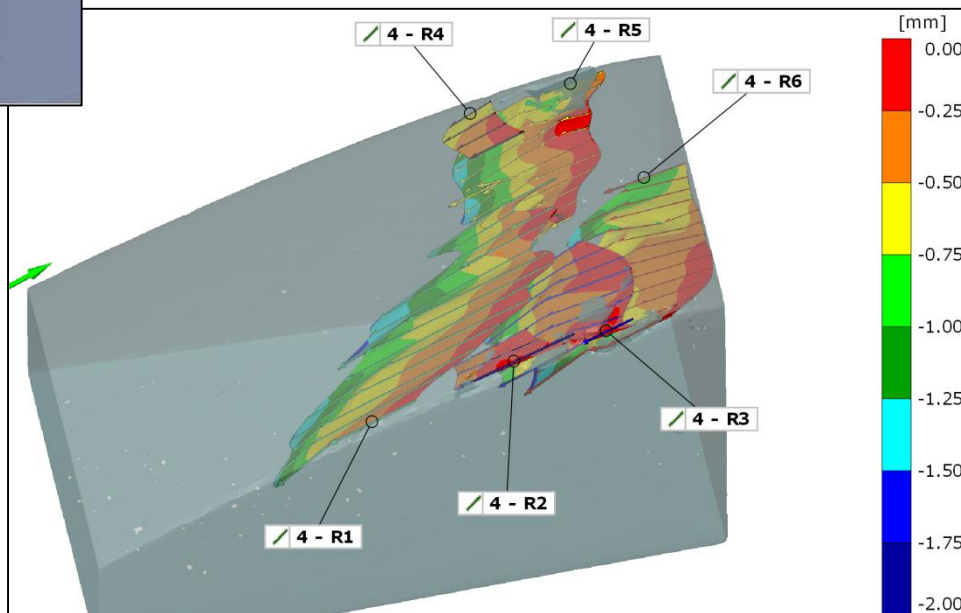 [mm]
4 - R4
4 - R5
4 - R6
4 - R3
4 - R2
4 - R1
0.00
-0.25
-0.50
-0.75
-1.00
-1.25
-1.50
-1.75
-2.00